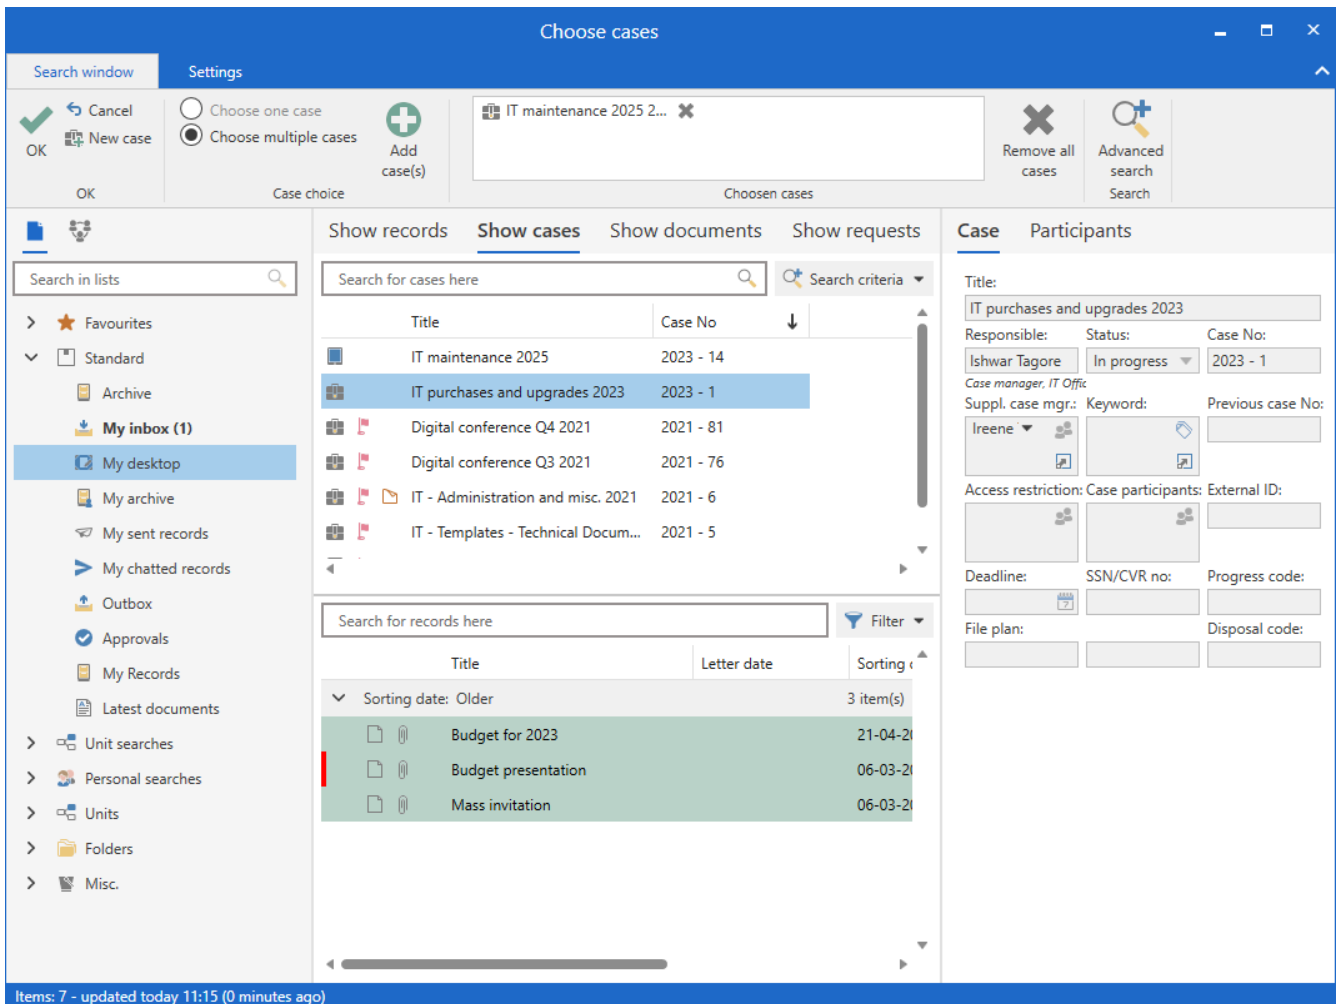 Choose cases
Search window Settings
OK
Cancel
New case
OK
Choose one case
Choose multiple cases
Add case(s)
Case choice
IT maintenance 2025 2...
Choosen cases
Remove all cases
Advanced search
Search
Search in lists
Favourites
Standard
Archive
My inbox (1)
My desktop
My archive
My sent records
My chatted records
Outbox
Approvals
My Records
Latest documents
Unit searches
Personal searches
Units
Folders
Misc.
Show records Show cases Show documents Show requests
Search for cases here Search criteria
Title Case No
IT maintenance 2025 2023 - 14
IT purchases and upgrades 2023 2023 - 1
Digital conference Q4 2021 2021 - 81
Digital conference Q3 2021 2021 - 76
IT - Administration and misc. 2021 2021 - 6
IT - Templates - Technical Docum... 2021 - 5
Search for records here Filter
Title Letter date Sorting
Sorting date: Older 3 item(s)
Budget for 2023 21-04-20
Budget presentation 06-03-20
Mass invitation 06-03-20
Case Participants
Title:
IT purchases and upgrades 2023
Responsible: Status: Case No:
Ishwar Tagore In progress 2023 - 1
Case manager, IT Offic
Suppl. case mgr.: Keyword: Previous case No:
Ireene
Access restriction: Case participants: External ID:
Deadline: SSN/CVR no: Progress code:
7
File plan: Disposal code:
Items: 7 - updated today 11:15 (0 minutes ago)